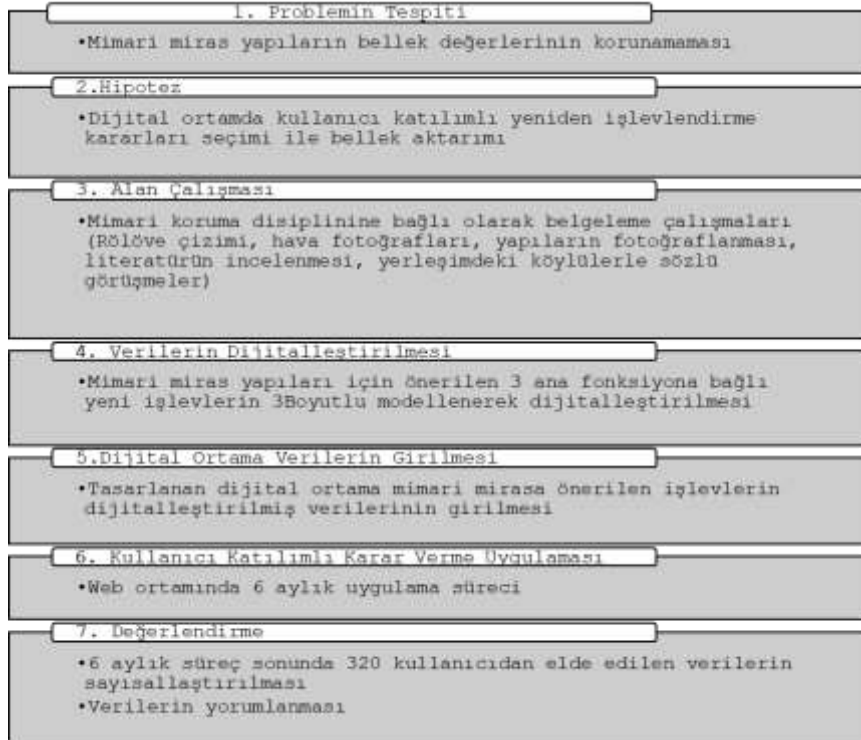 1. Problemin Tespiti
•Mimari miras yapıların bellek değerlerinin korunamaması
2.Hipotez
•Dijital ortamda kullanıcı katılımlı yeniden işlevlendirme
kararları seçimi ile bellek aktarımı
3. Alan Çalışması
•Mimari koruma disiplinine bağlı olarak belgeleme çalışmaları
(Rölöve çizimi, hava fotoğrafları, yapıların fotoğraflanması,
literatürün incelenmesi, yerleşimdeki köylülerle sözlü
görüşmeler)
4. Verilerin Dijitalleştirilmesi
•Mimari miras yapıları için önerilen 3 ana fonksiyona bağlı
yeni işlevlerin 3Boyutlu modellenerek dijitalleştirilmesi
5.Dijital Ortama Verilerin Girilmesi
•Tasarlanan dijital ortama mimari mirasa önerilen işlevlerin
dijitalleştirilmiş verilerinin girilmesi
6. Kullanıcı Katılımlı Karar Verme Uygulaması
•Web ortamında 6 aylık uygulama süreci
7. Değerlendirme
•6 aylık süreç sonunda 320 kullanıcıdan elde edilen verilerin
sayısallaştırılması
•Verilerin yorumlanması